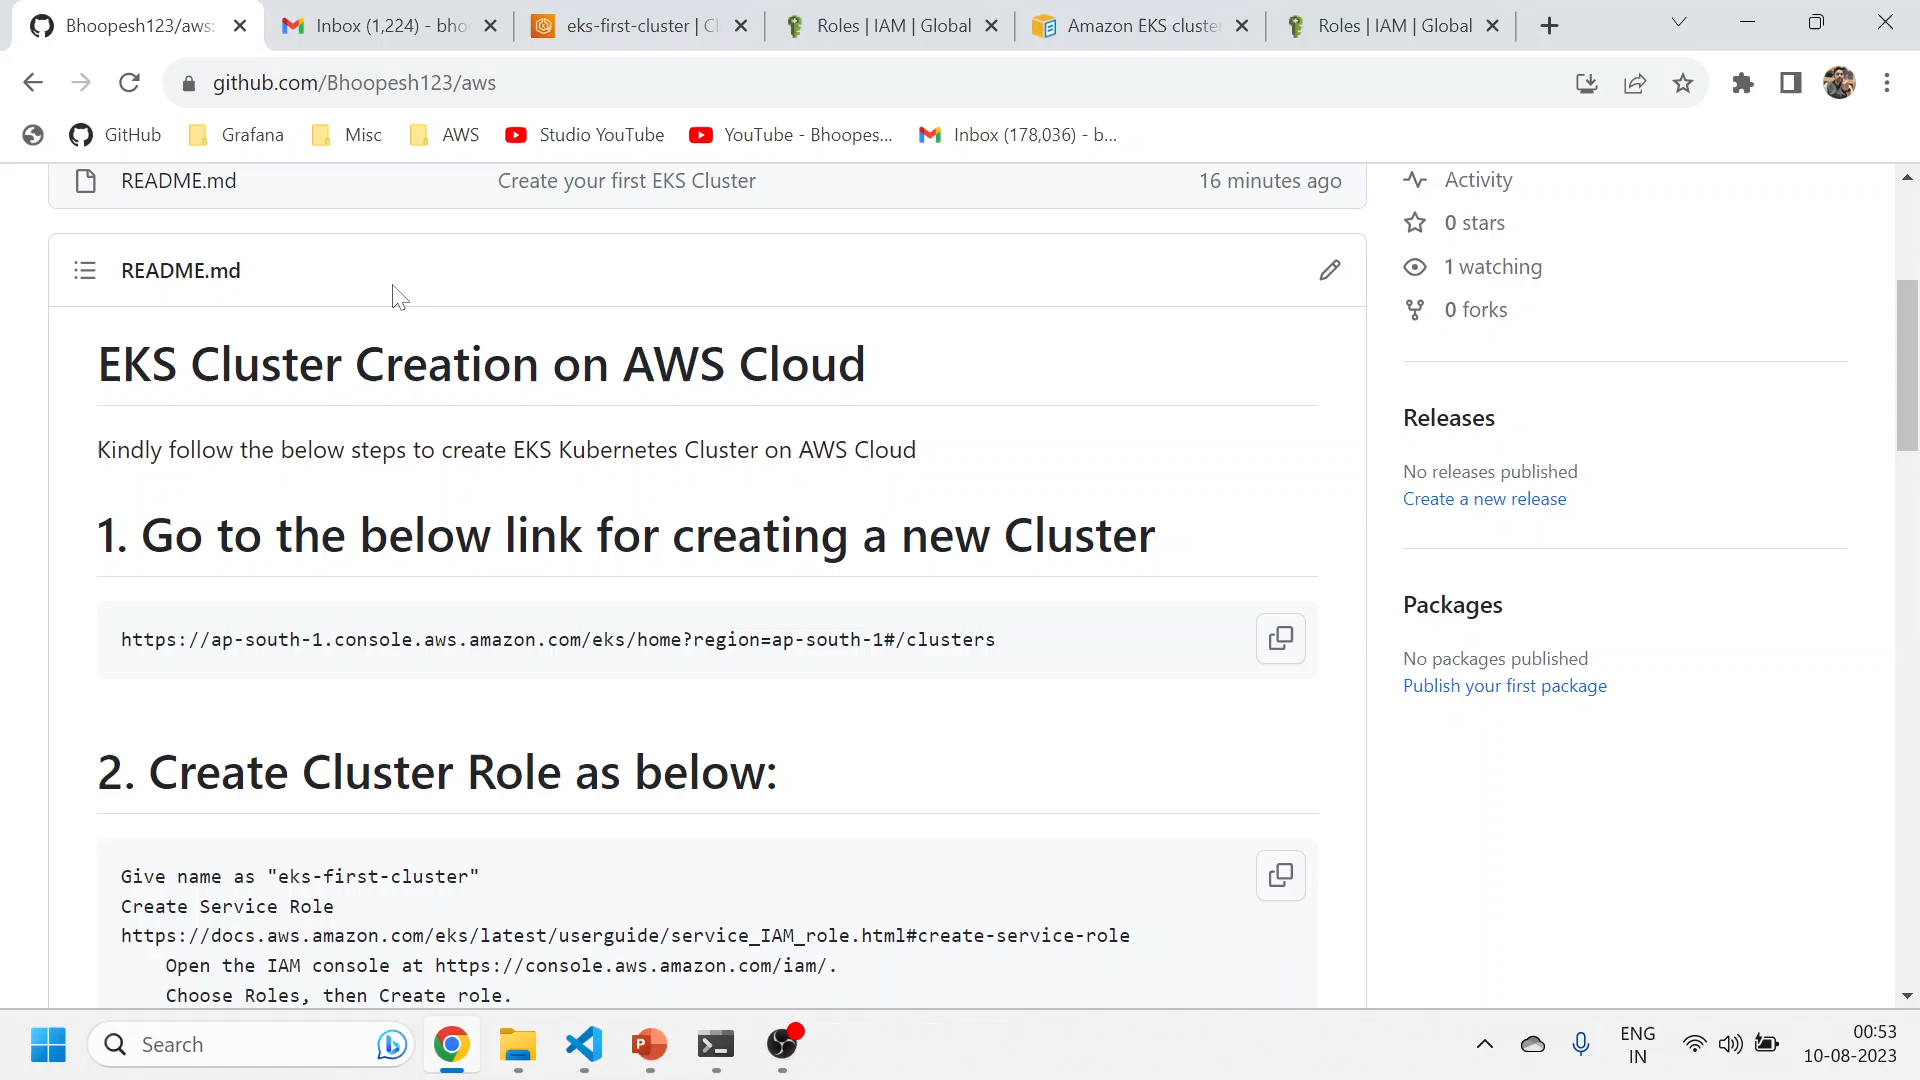 Bhoopesh123/aws:
Inbox (1,224) - bho
eks-first-cluster | Cl
Roles | IAM | Global
Amazon EKS cluste
Roles | IAM | Global
github.com/Bhoopesh123/aws
GitHub
Grafana
Misc
AWS
Studio YouTube
YouTube - Bhoopes...
Inbox (178,036) - b...
README.md
Create your first EKS Cluster
16 minutes ago
Activity
0 stars
1 watching
0 forks
README.md
EKS Cluster Creation on AWS Cloud
Kindly follow the below steps to create EKS Kubernetes Cluster on AWS Cloud
1. Go to the below link for creating a new Cluster
https://ap-south-1.console.aws.amazon.com/eks/home?region=ap-south-1#/clusters
2. Create Cluster Role as below:
Give name as "eks-first-cluster"
Create Service Role
https://docs.aws.amazon.com/eks/latest/userguide/service_IAM_role.html#create-service-role
Open the IAM console at https://console.aws.amazon.com/iam/.
Choose Roles, then Create role.
Releases
No releases published
Create a new release
Packages
No packages published
Publish your first package
Search
ENG
IN
00:53
10-08-2023